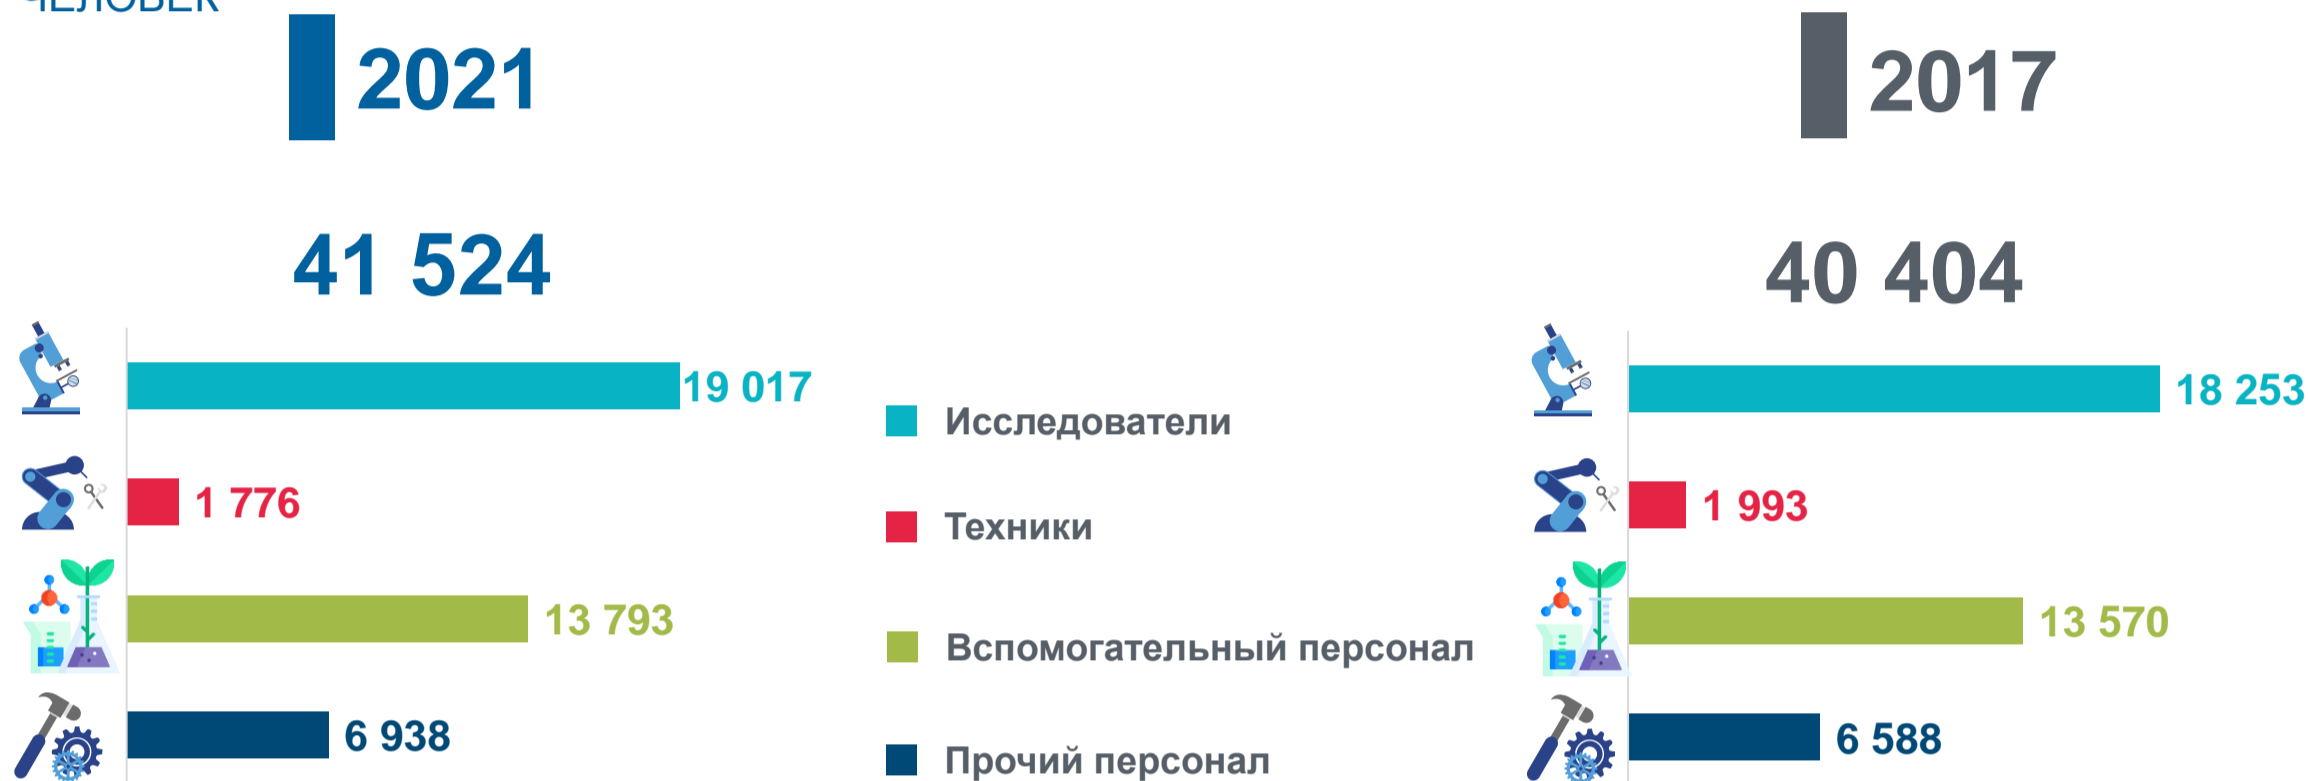 ЧЕЛОВЕК
2021
2017
41 524
40 404
19 017
1 776
13 793
6 938
Исследователи
Техники
Вспомогательный персонал
Прочий персонал
18 253
1 993
13 570
6 588